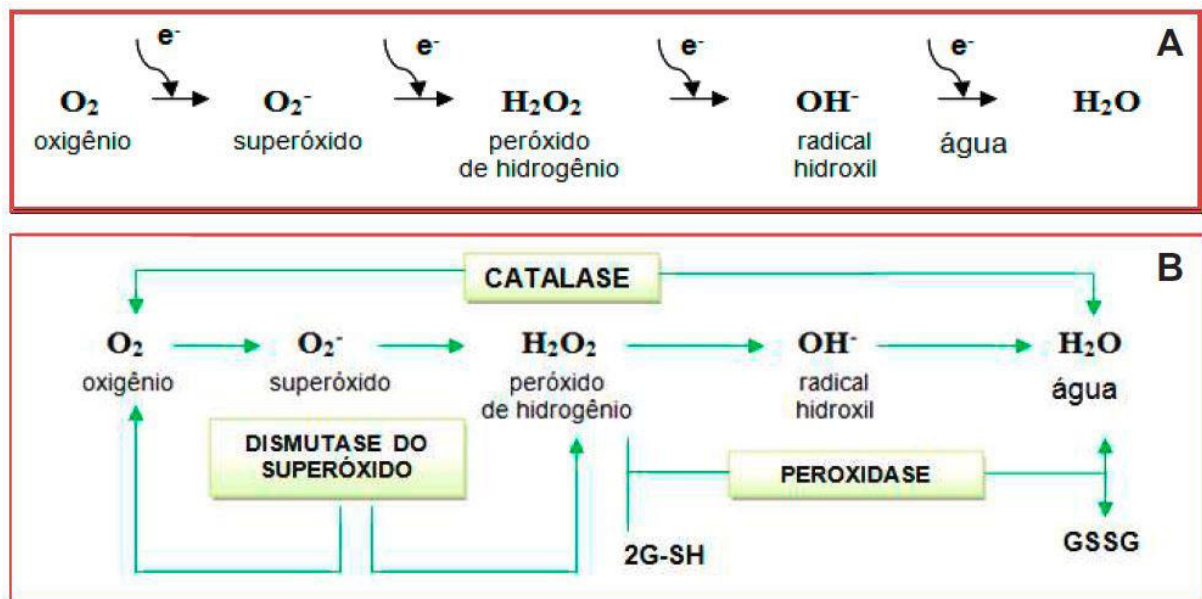 A
e⁻ e⁻ e⁻ e⁻
O₂ O₂⁻ H₂O₂ OH⁻ H₂O
oxigênio superóxido peróxido radical água
de hidrogênio hidroxil
B
CATALASE
O₂ O₂⁻ H₂O₂ OH⁻ H₂O
oxigênio superóxido peróxido radical água
de hidrogênio hidroxil
DISMUTASE DO
SUPERÓXIDO
PEROXIDASE
2G-SH GSSG